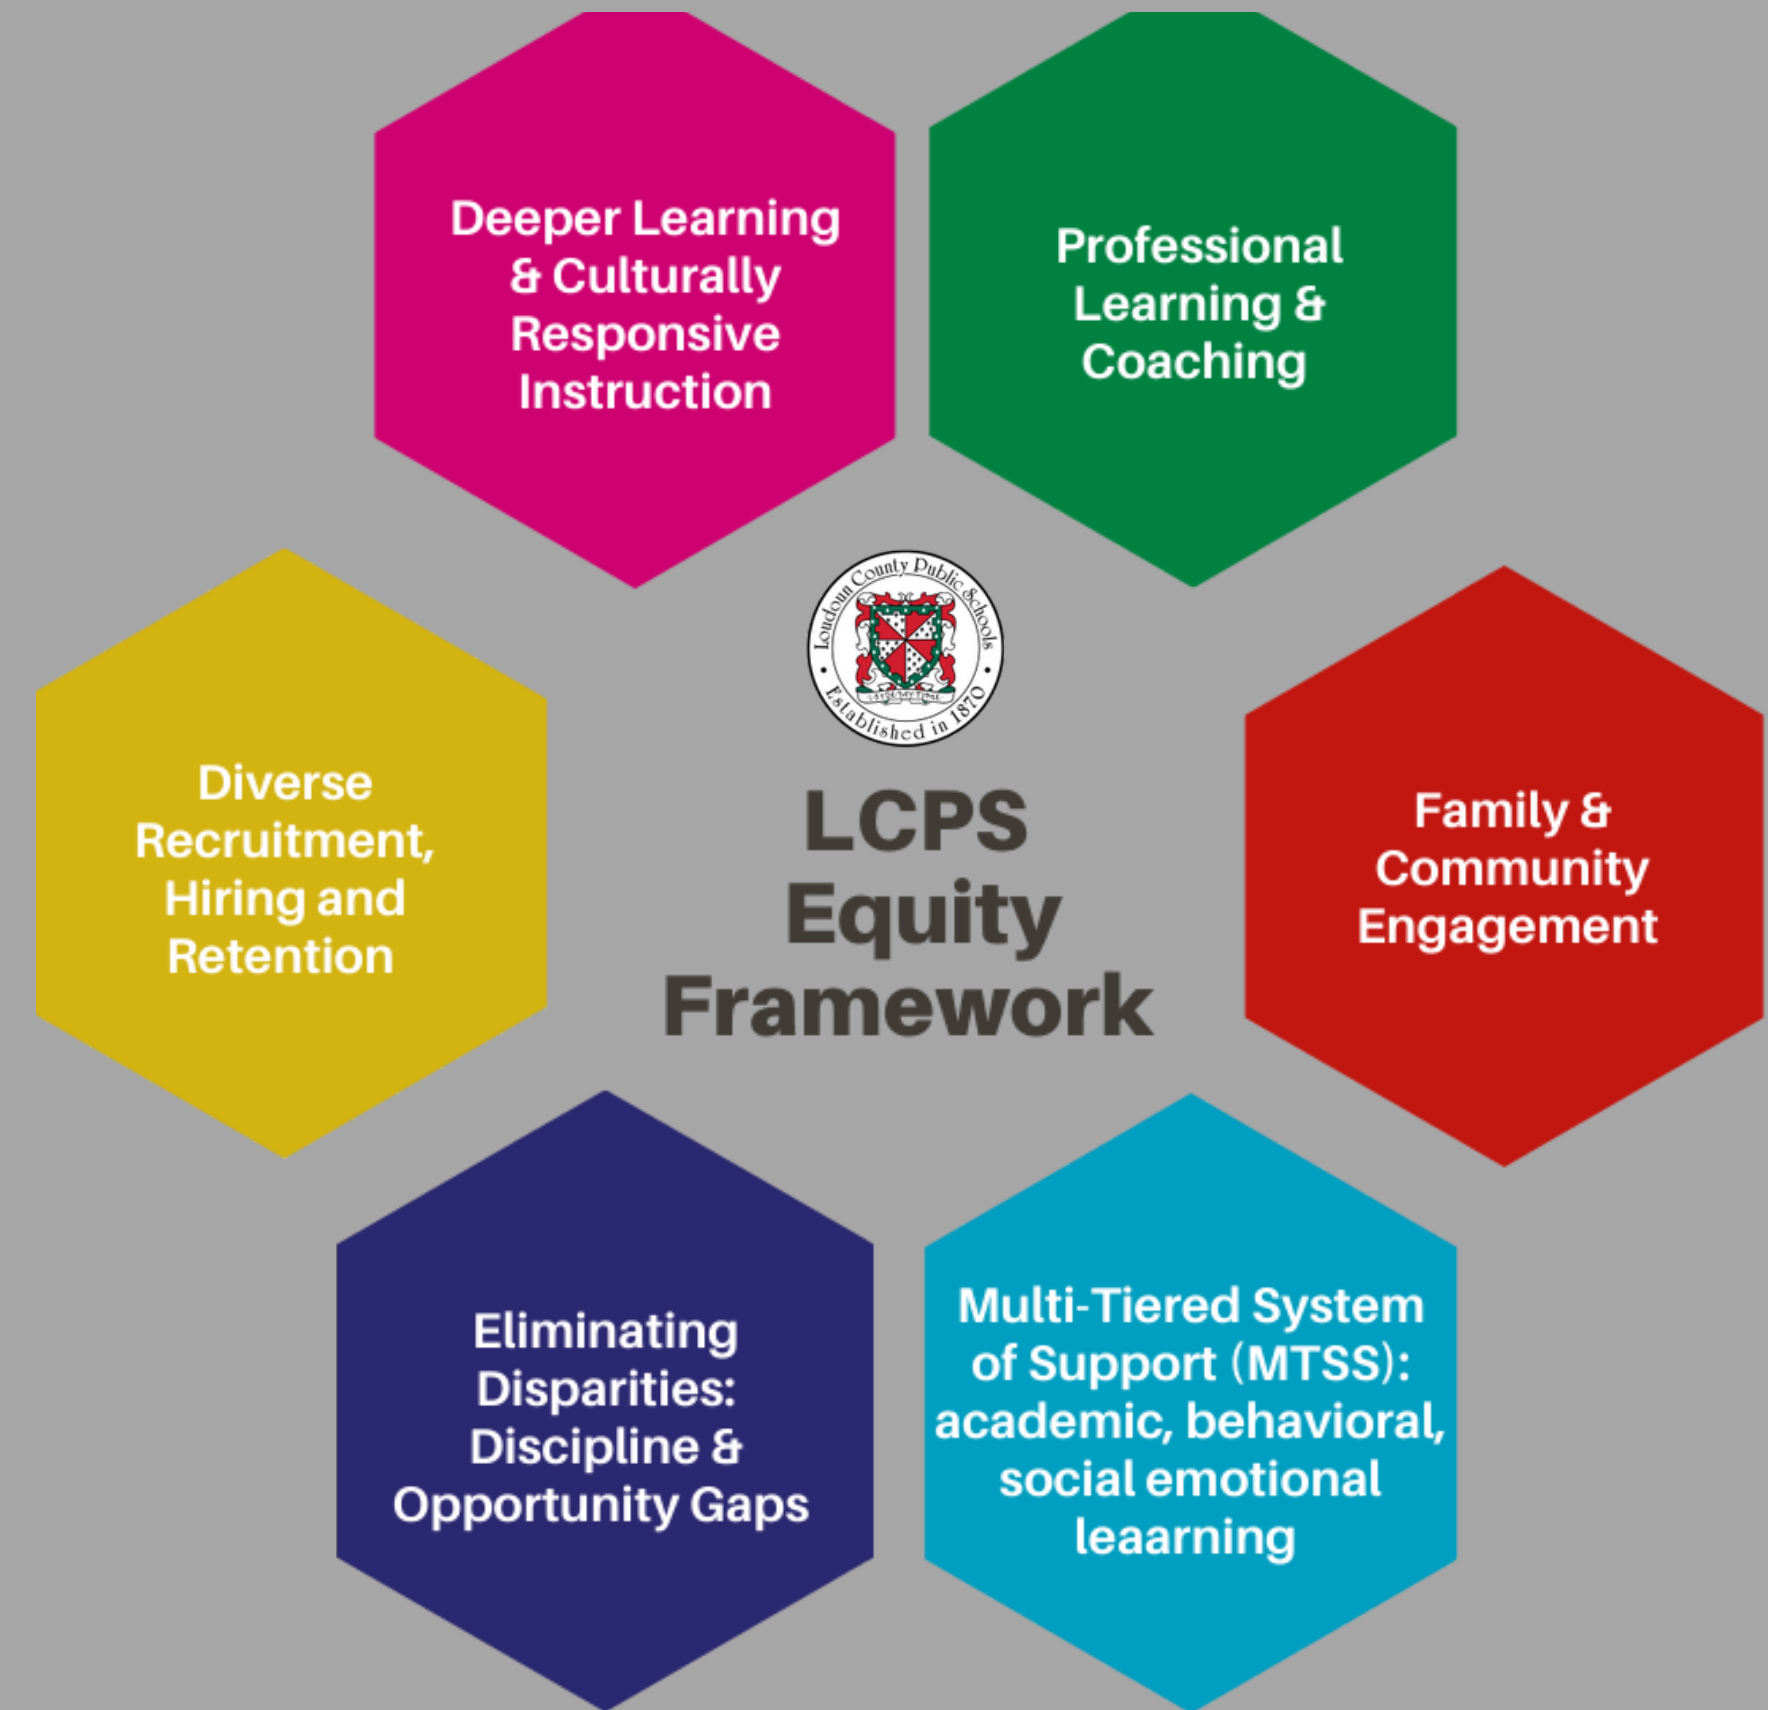 Deeper Learning
& Culturally
Responsive
Instruction
Professional
Learning &
Coaching
Diverse
Recruitment,
Hiring and
Retention
Loudoun County Public Schools
Established in 1870
LCPS
Equity
Framework
Family &
Community
Engagement
Eliminating
Disparities:
Discipline &
Opportunity Gaps
Multi-Tiered System
of Support (MTSS):
academic, behavioral,
social emotional
leaarning